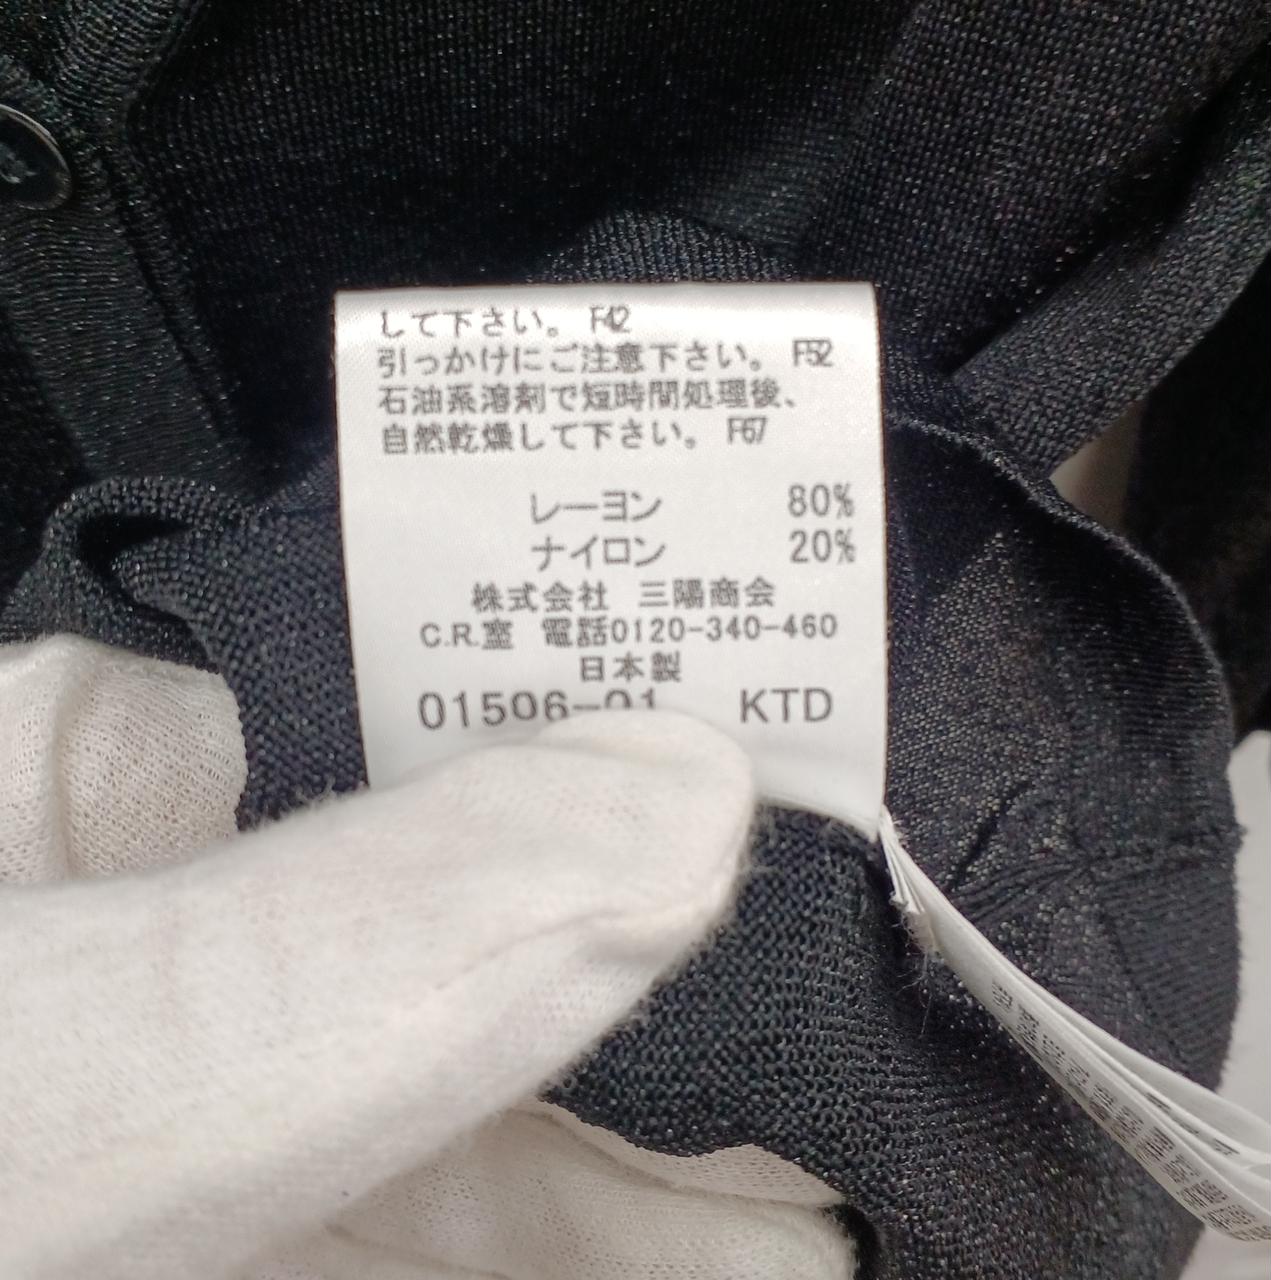 して下さい。 F42
引っかけにご注意下さい。 F52
石油系溶剤で短時間処理後、
自然乾燥して下さい。 F67
レーヨン 80%
ナイロン 20%
株式会社 三陽商会
C.R.室 電話0120-340-460
日本製
01506-01 KTD